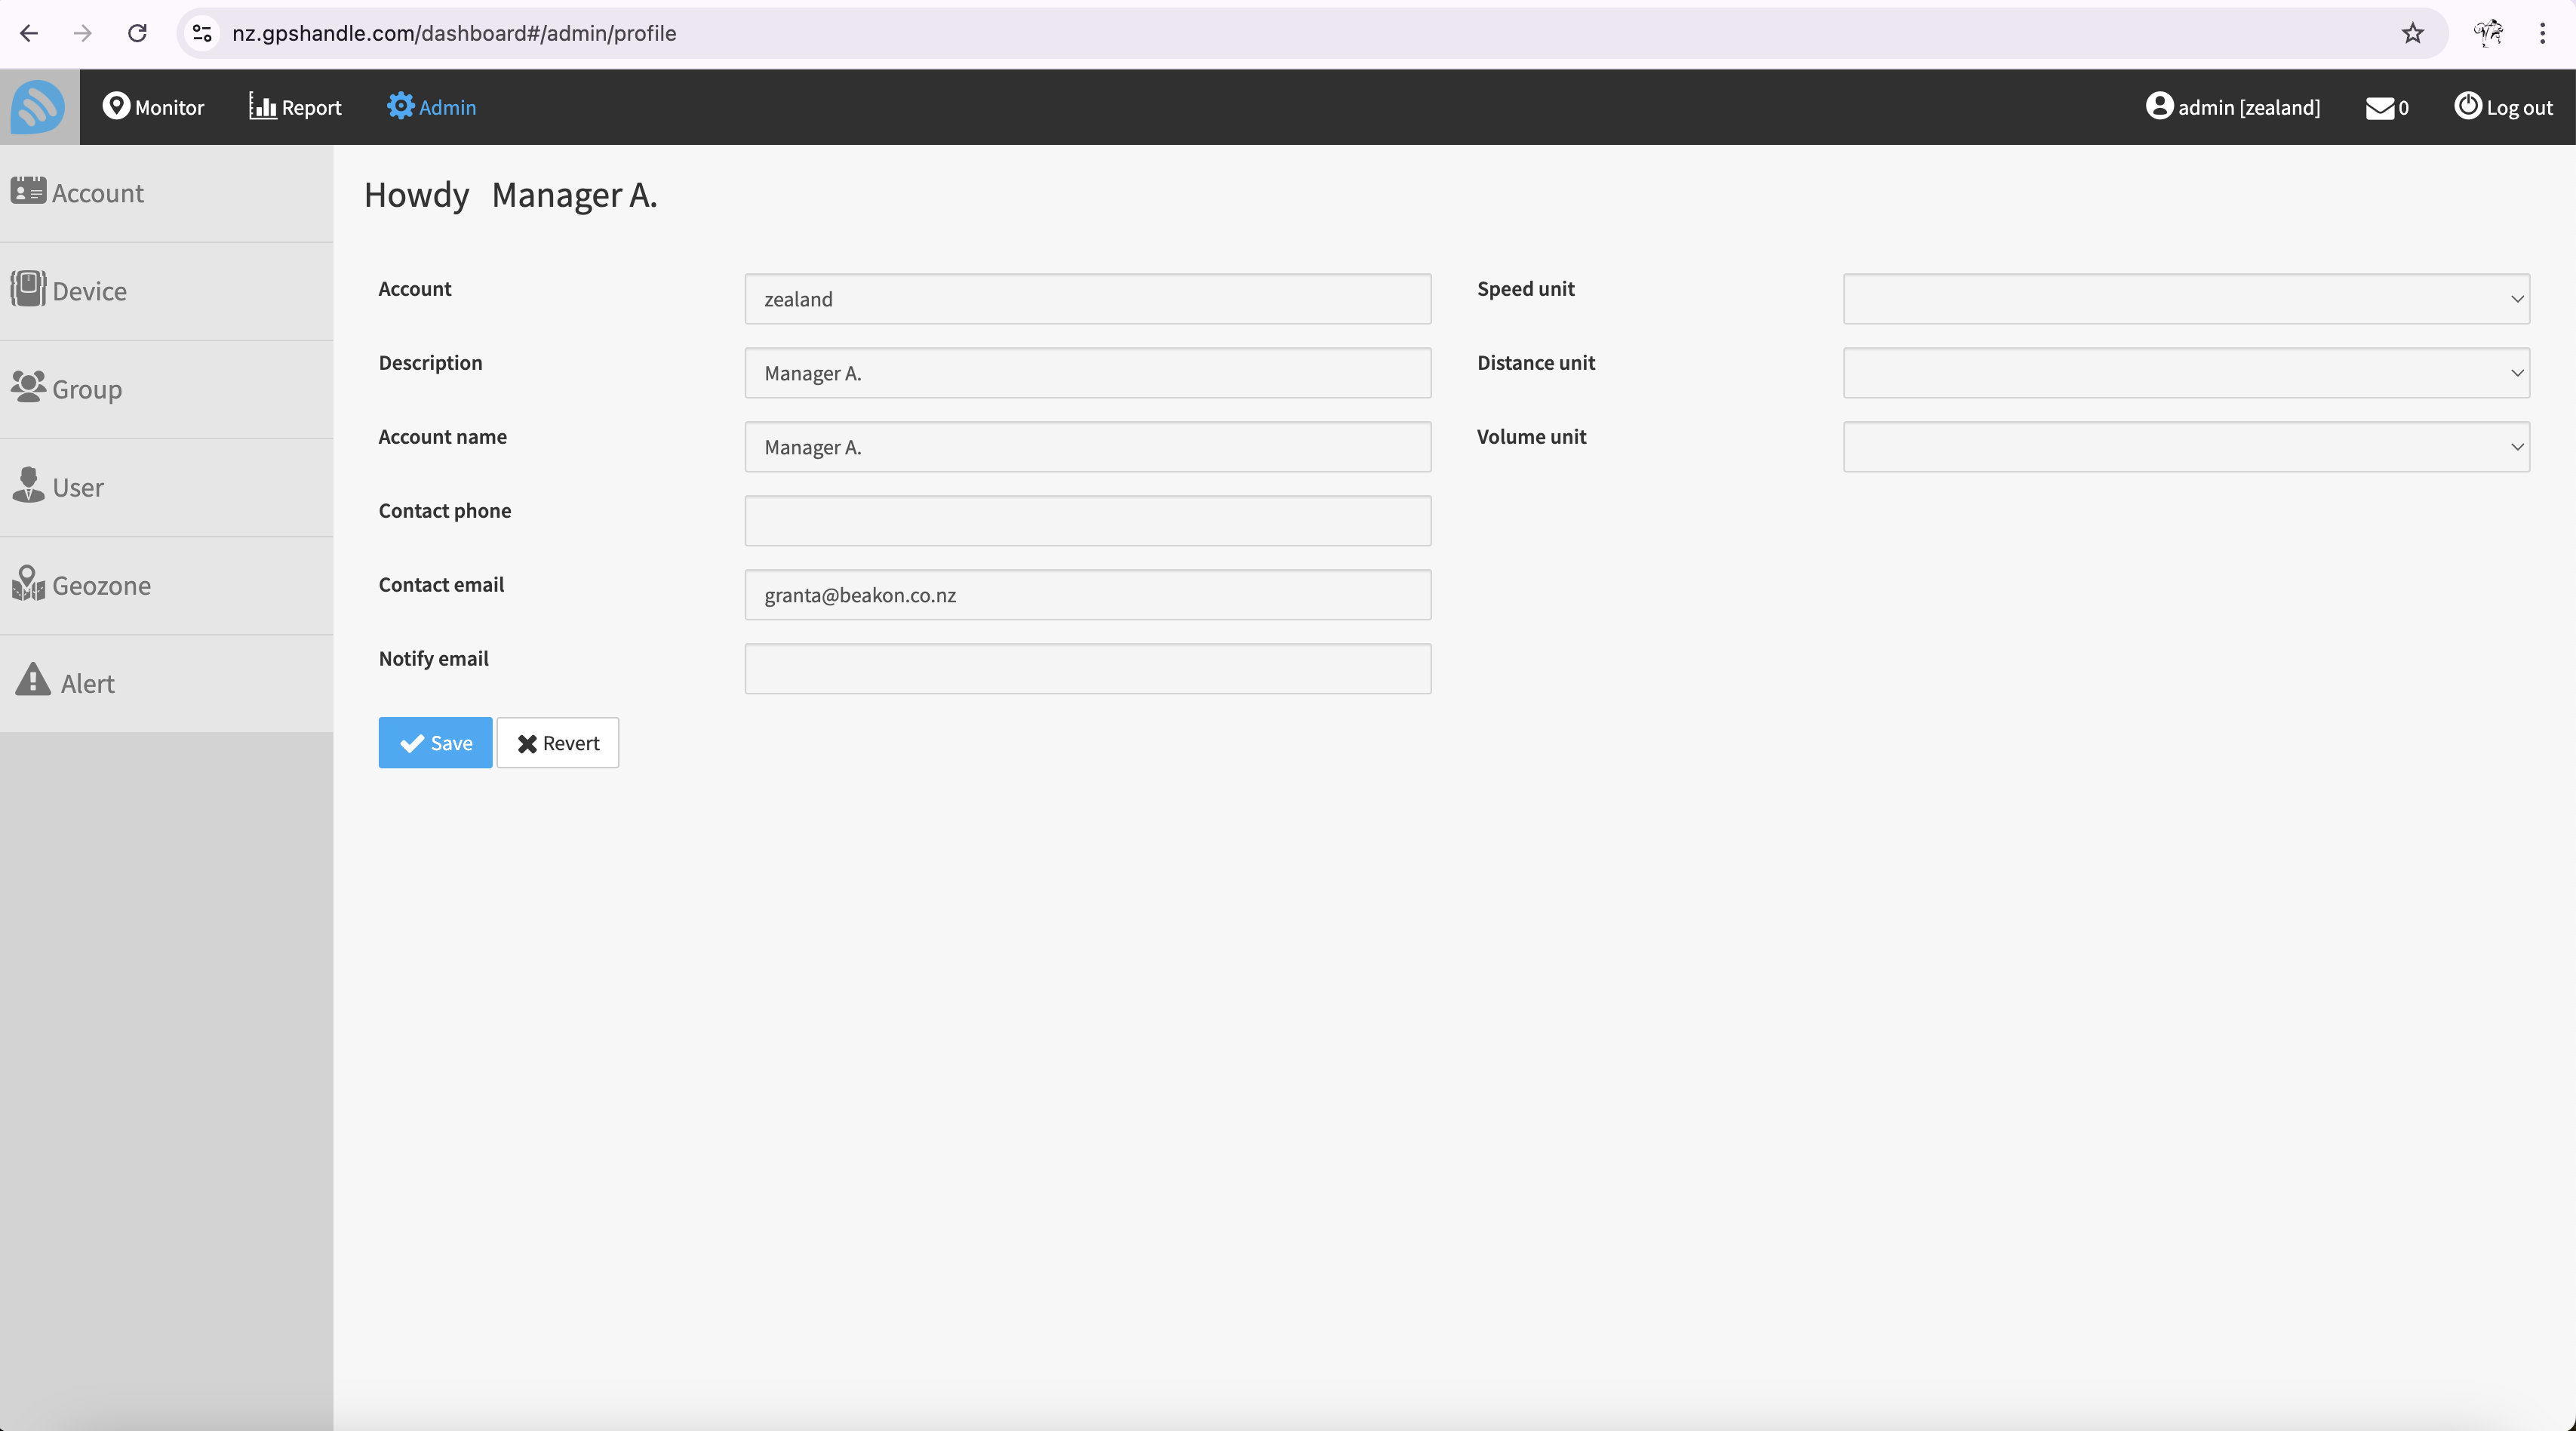 nz.gpshandle.com/dashboard#/admin/profile
Monitor
Report
Admin
admin [zealand]
0
Log out
Account
Device
Group
User
Geozone
Alert
Howdy Manager A.
Account
zealand
Description
Manager A.
Account name
Manager A.
Contact phone
Contact email
granta@beakon.co.nz
Notify email
Speed unit
Distance unit
Volume unit
Save
Revert